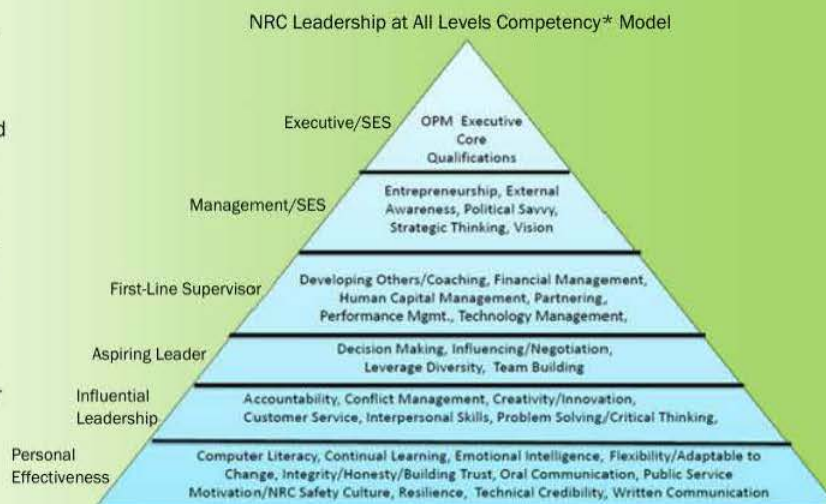 NRC Leadership at All Levels Competency* Model
Executive/SES
OPM Executive
Core
Qualifications
Management/SES
Entrepreneurship, External
Awareness, Political Savvy,
Strategic Thinking, Vision
First-Line Supervisor
Developing Others/Coaching, Financial Management,
Human Capital Management, Partnering,
Performance Mgmt., Technology Management,
Aspiring Leader
Decision Making, Influencing/Negotiation,
Leverage Diversity, Team Building
Influential
Leadership
Accountability, Conflict Management, Creativity/Innovation,
Customer Service, Interpersonal Skills, Problem Solving/Critical Thinking,
Personal
Effectiveness
Computer Literacy, Continual Learning, Emotional Intelligence, Flexibility/Adaptable to
Change, Integrity/Honesty/Building Trust, Oral Communication, Public Service
Motivation/NRC Safety Culture, Resilience, Technical Credibility, Written Communication